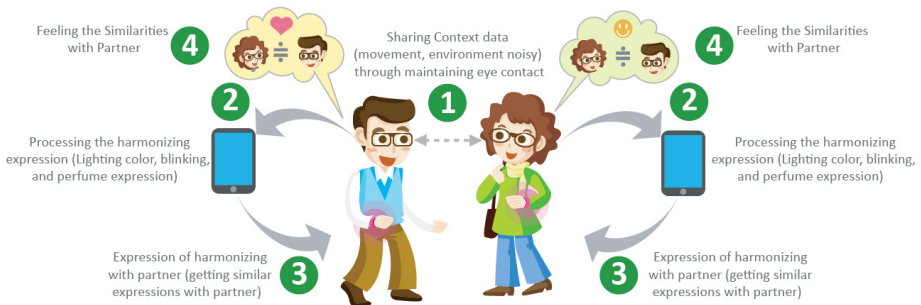 Feeling the Similarities
with Partner
4
2
Processing the harmonizing
expression (Lighting color, blinking,
and perfume expression)
Expression of harmonizing
with partner (getting similar
expressions with partner)
3
Sharing Context data
(movement, environment noisy)
through maintaining eye contact
1
4
Feeling the Similarities
with Partner
2
Processing the harmonizing
expression (Lighting color, blinking,
and perfume expression)
3
Expression of harmonizing
with partner (getting similar
expressions with partner)